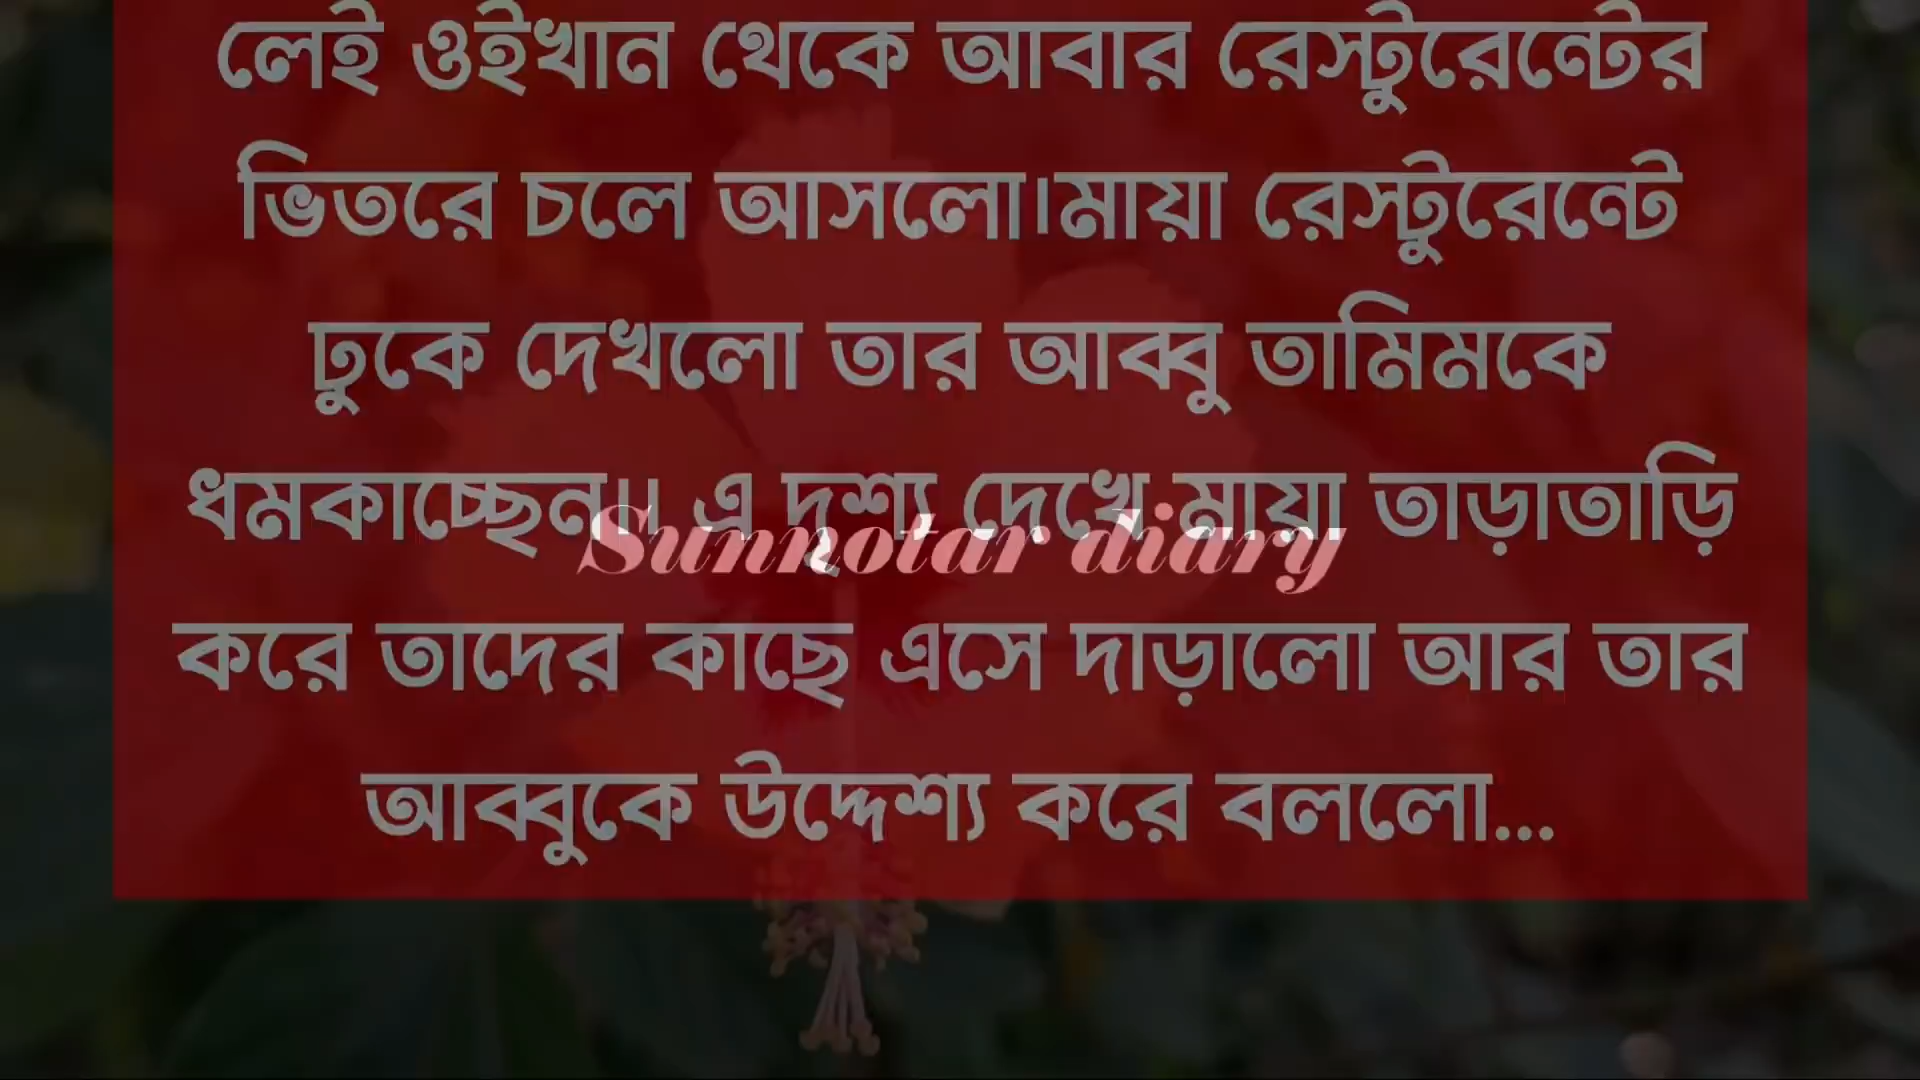 লেই ওইখান থেকে আবার রেস্টুরেন্টের
ভিতরে চলে আসলো।মায়া রেস্টুরেন্টে
ঢুকে দেখলো তার আব্বু তামিমকে
ধমকাচ্ছেন।। এ দৃশ্য দেখে মায়া তাড়াতাড়ি
Sunnotar diary
করে তাদের কাছে এসে দাড়ালো আর তার
আব্বুকে উদ্দেশ্য করে বললো...